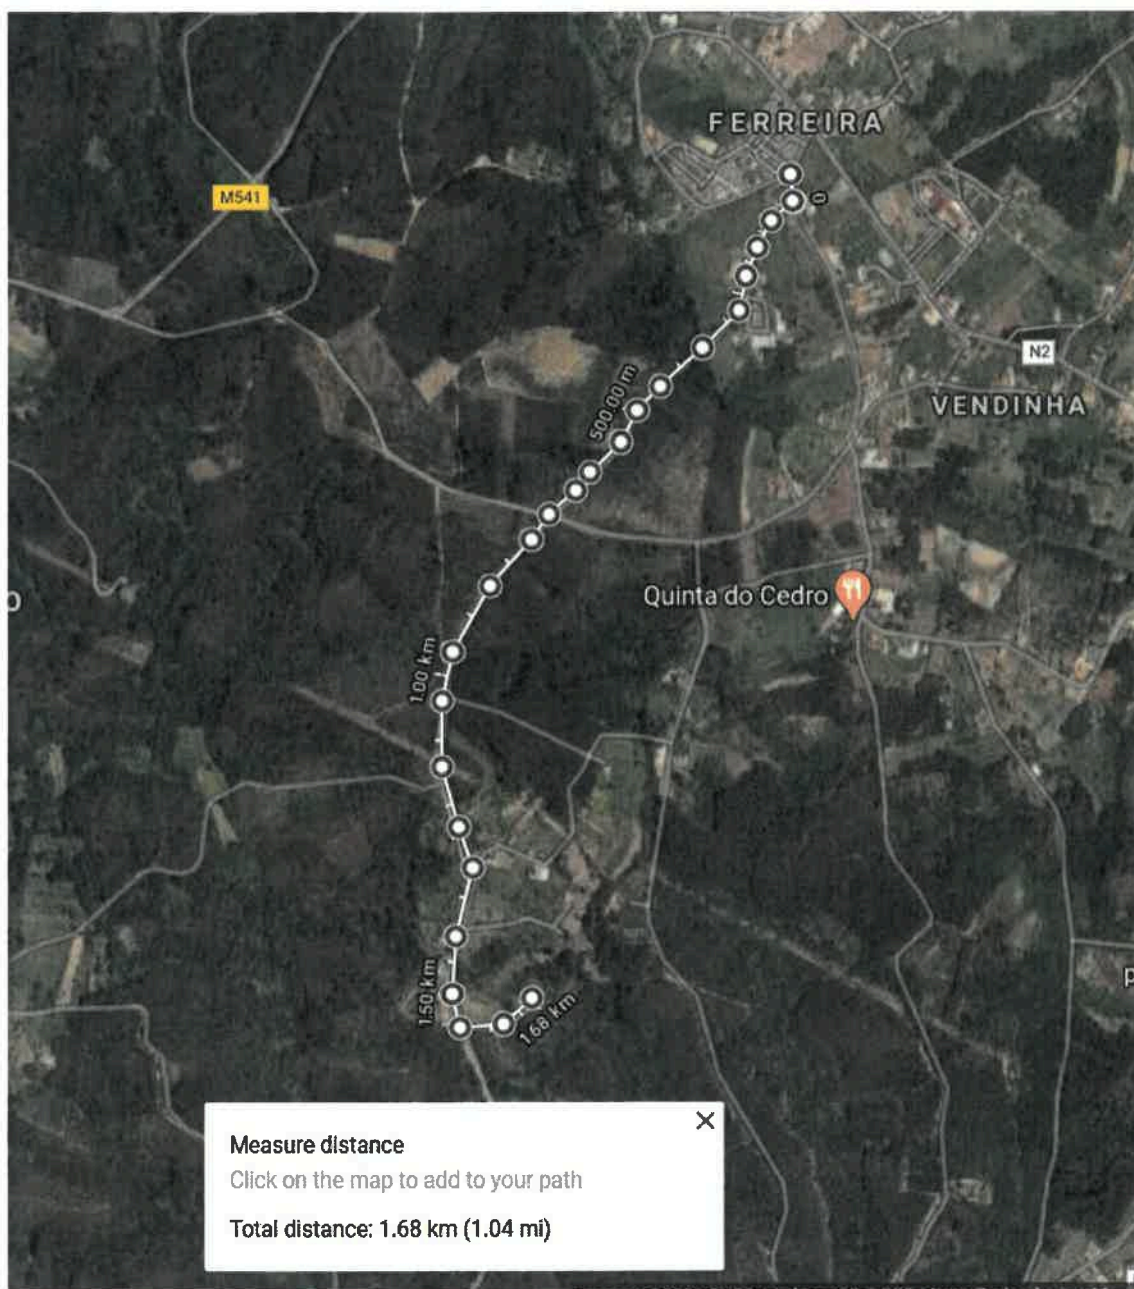 FERREIRA
M541
0
N2
500.00 m
VENDINHA
Quinta do Cedro
1.00 km
1.50 km
1.68 km
Measure distance
Click on the map to add to your path
Total distance: 1.68 km (1.04 mi)